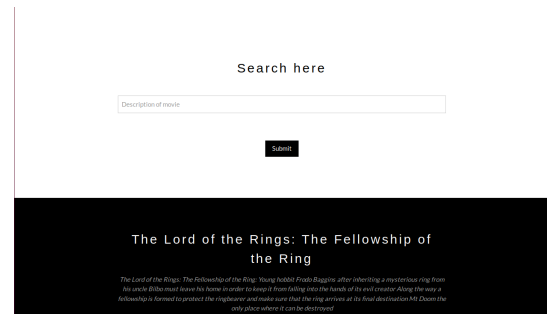 Search here
Description of movie
Submit
The Lord of the Rings: The Fellowship of
the Ring
The Lord of the Rings: The Fellowship of the Ring: Young hobbit Frodo Baggins after inheriting a mysterious ring from
his uncle Bilbo must leave his home in order to keep it from falling into the hands of its evil creator Along the way a
fellowship is formed to protect the ringbearer and make sure that the ring arrives at its final destination Mt Doom the
only place where it can be destroyed